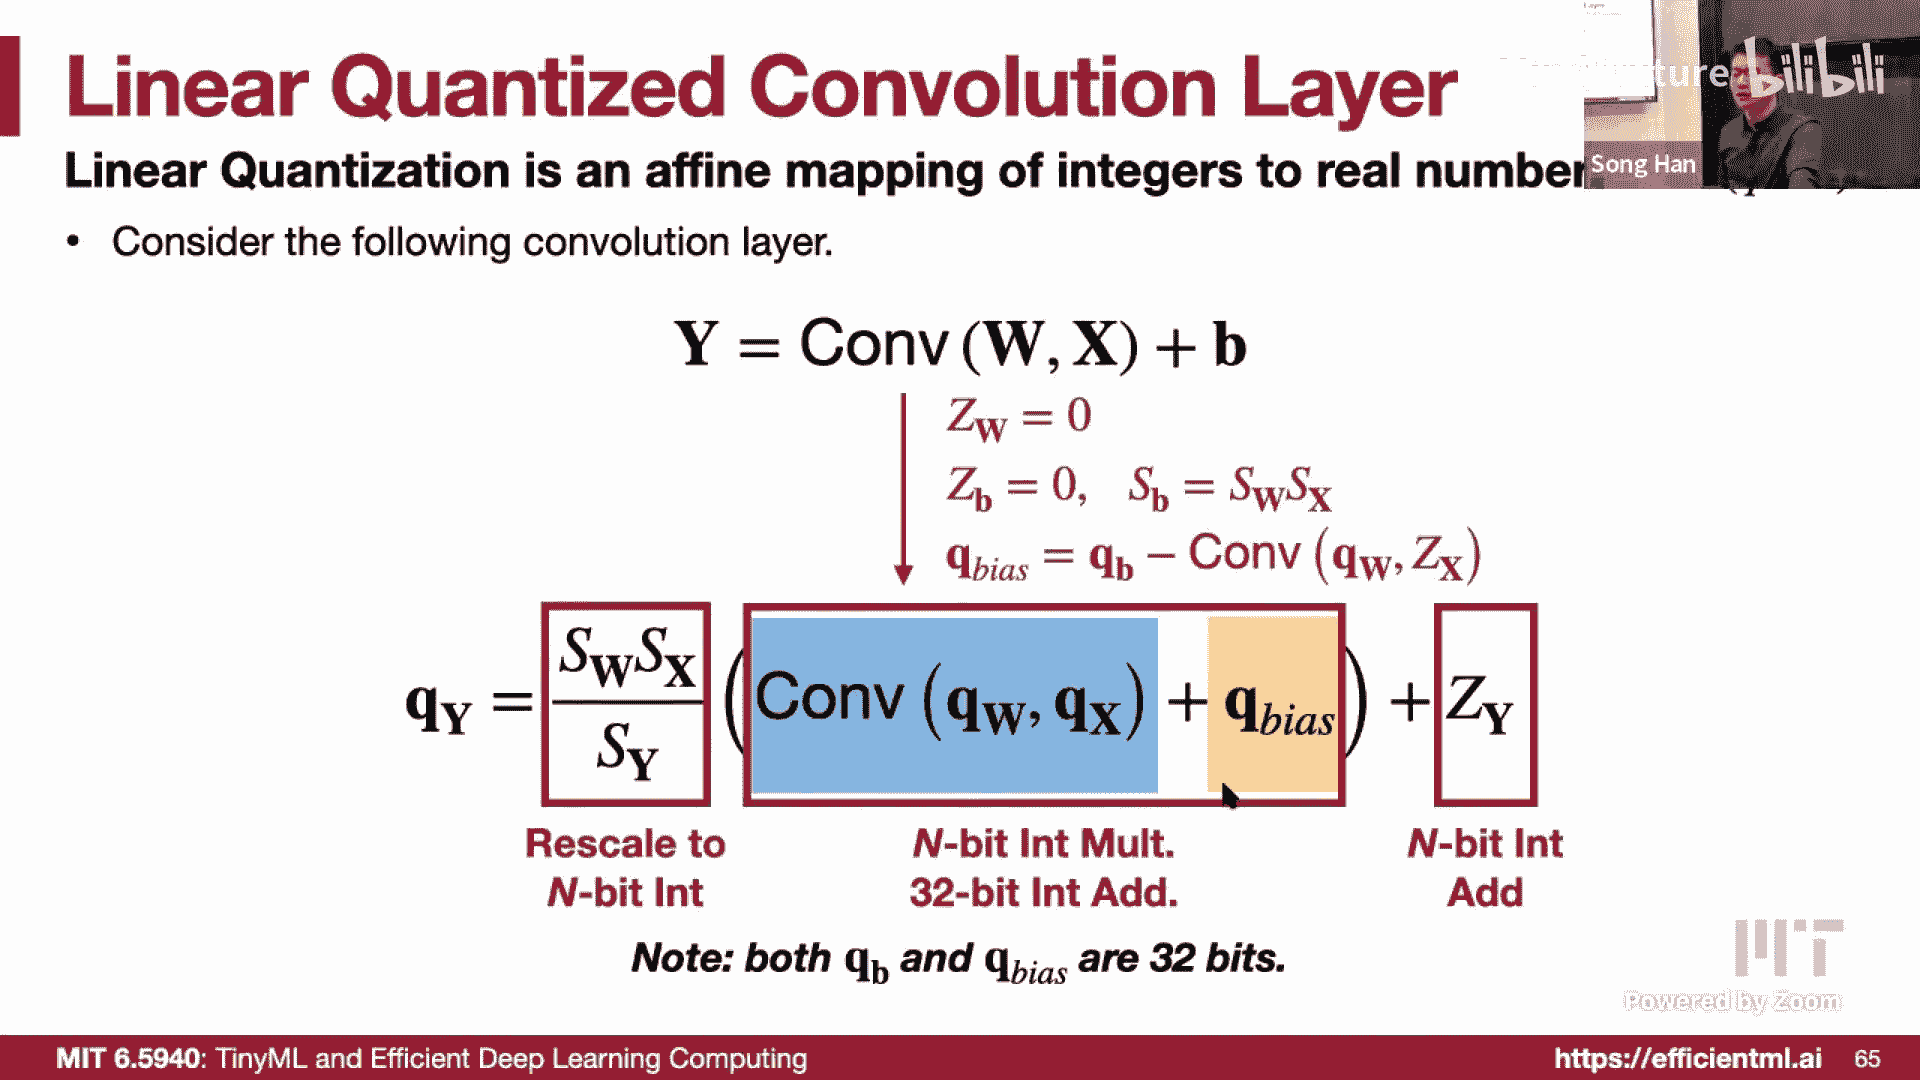 Linear Quantized Convolution Layer
bilibili
Song Han
Linear Quantization is an affine mapping of integers to real number
• Consider the following convolution layer.
Y = Conv (W, X) + b
Z_W = 0
Z_b = 0, S_b = S_W S_X
q_bias = q_b − Conv (q_W, Z_X)
q_Y = S_W S_X / S_Y (Conv (q_W, q_X) + q_bias) + Z_Y
Rescale to
N-bit Int
N-bit Int Mult.
32-bit Int Add.
N-bit Int
Add
Note: both q_b and q_bias are 32 bits.
MIT
Powered by Zoom
MIT 6.5940: TinyML and Efficient Deep Learning Computing
https://efficientml.ai
65